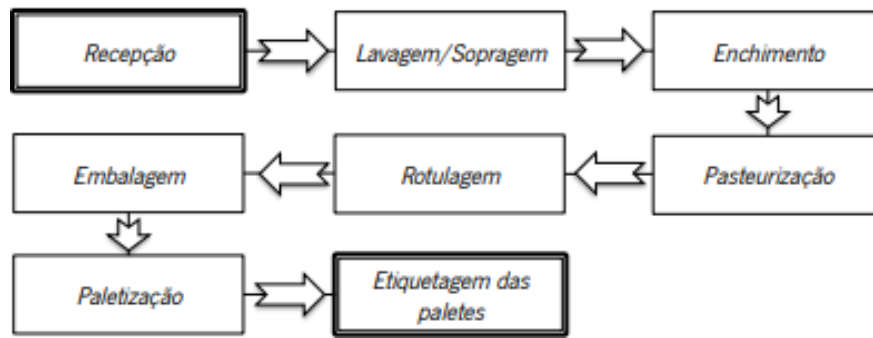 Recepção
Lavagem/Sopragem
Enchimento
Embalagem
Rotulagem
Pasteurização
Paletização
Etiquetagem das
paletes